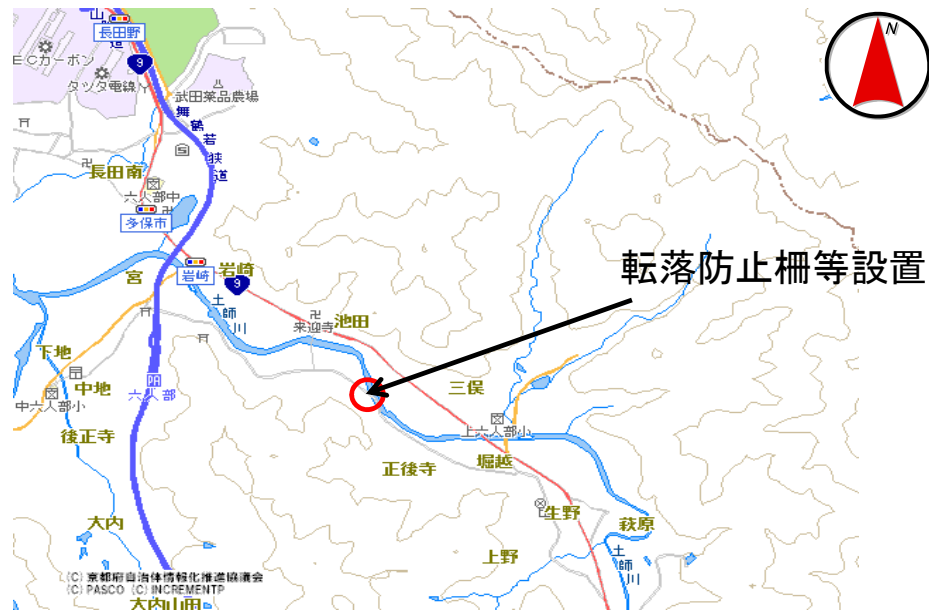 山
道
長田野
9
ECカーボン
タツタ電線
武田薬品農場
舞鶴若狭道
長田南
六人部中
多保市
宮
岩崎
岩崎
9
土師川
来迎寺
池田
転落防止柵等設置
N
下地
中地
中六人部小
PA
六人部
後正寺
三俣
上六人部小
正後寺
堀越
生野
萩原
上野
土師川
大内
(C) 京都府自治体情報化推進協議会
(C) PASCO (C) INCREMENTP
大内山田